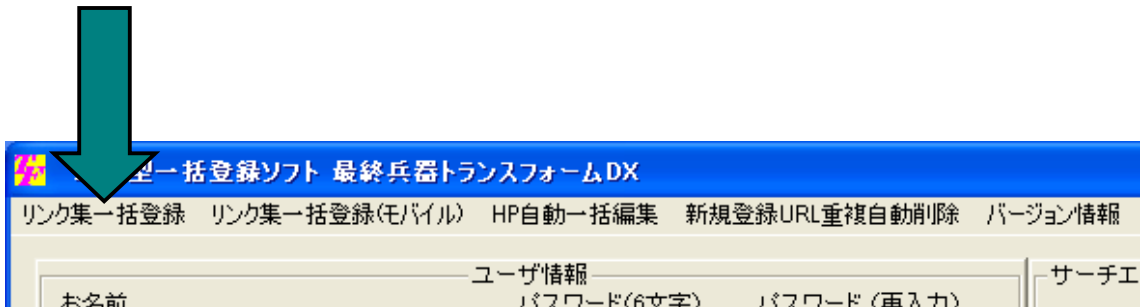 型一括登録ソフト 最終兵器トランスフォームDX
リンク集一括登録 リンク集一括登録(モバイル) HP自動一括編集 新規登録URL重複自動削除 バージョン情報
ユーザ情報 サーチエ
お名前 パスワード(6文字) パスワード(再入力)